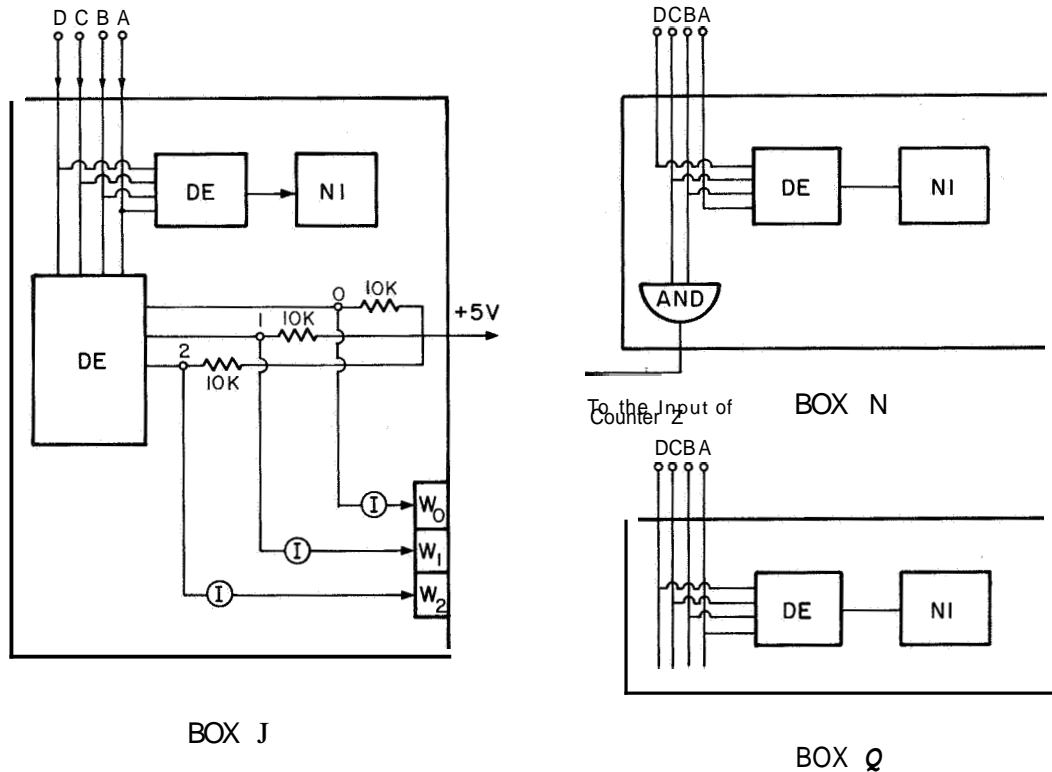 D C B A
DE
NI
DE
0
10K
+5V
1
10K
2
10K
I
W0
I
W1
I
W2
BOX J
DCBA
DE
NI
AND
To the Input of
Counter Z
BOX N
DCBA
DE
NI
BOX Q